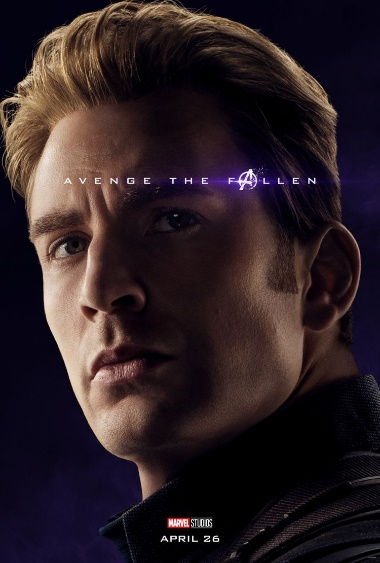 AVENGE THE FALLEN
MARVEL STUDIOS
APRIL 26